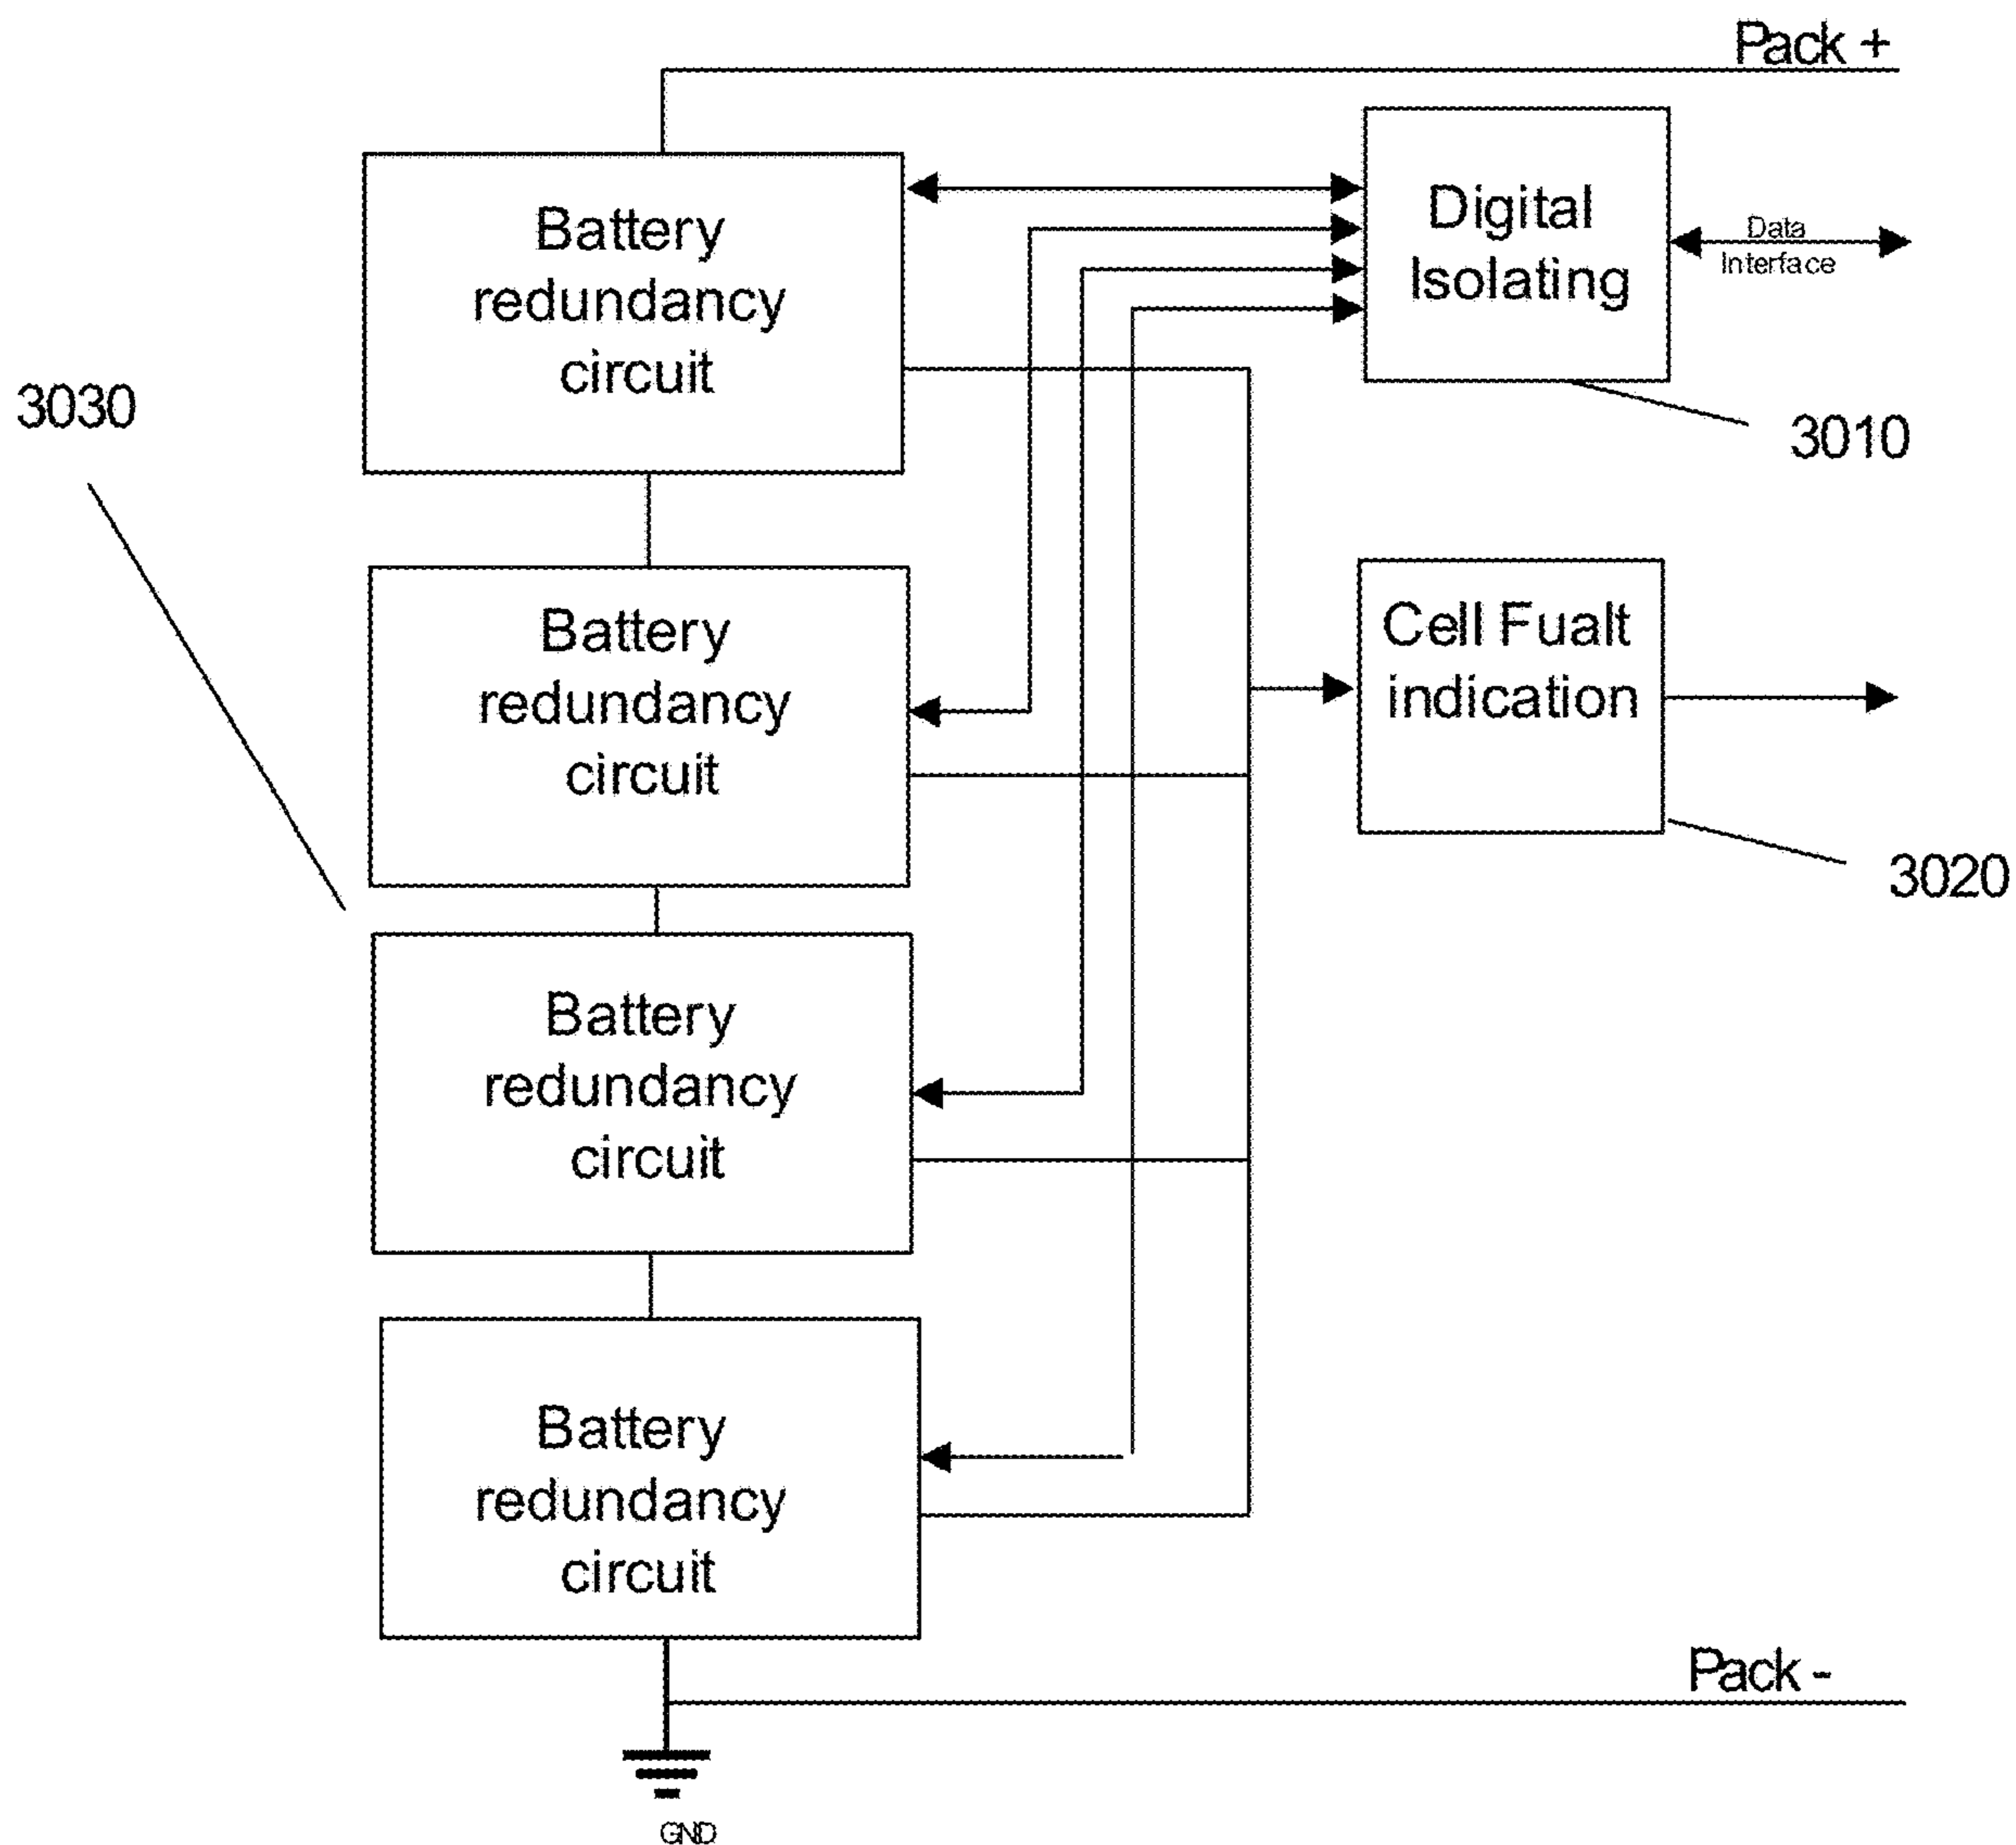 Pack +
Battery
redundancy
circuit
Digital
Isolating
Data
Interface
3030
3010
Battery
redundancy
circuit
Cell Fualt
indication
3020
Battery
redundancy
circuit
Battery
redundancy
circuit
Pack -
GND